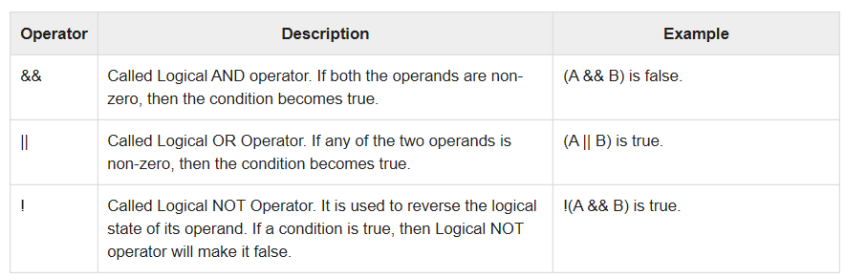 Operator Description Example
&& Called Logical AND operator. If both the operands are non- (A && B) is false.
zero, then the condition becomes true.
|| Called Logical OR Operator. If any of the two operands is (A || B) is true.
non-zero, then the condition becomes true.
! Called Logical NOT Operator. It is used to reverse the logical !(A && B) is true.
state of its operand. If a condition is true, then Logical NOT
operator will make it false.